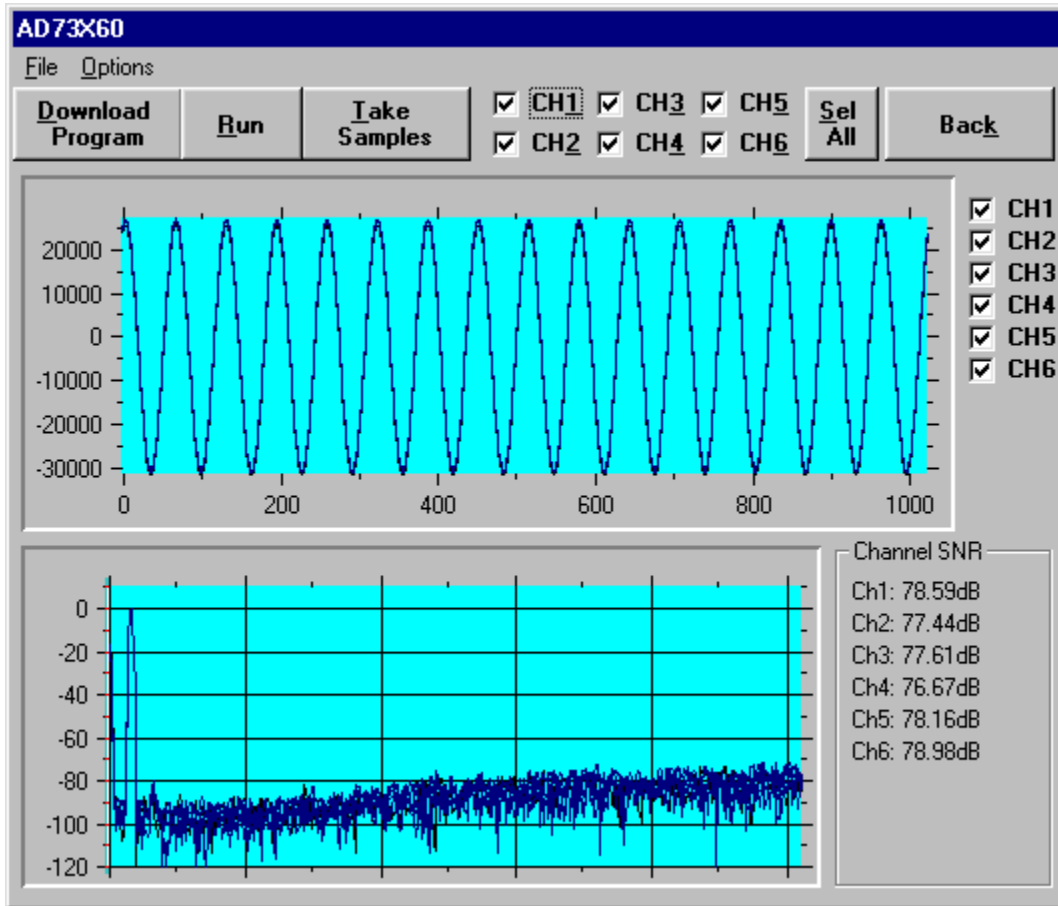 AD73X60
File Options
Download Program
Run
Take Samples
CH1 CH3 CH5
CH2 CH4 CH6
Sel All
Back
20000
10000
0
-10000
-20000
-30000
0 200 400 600 800 1000
CH1
CH2
CH3
CH4
CH5
CH6
0
-20
-40
-60
-80
-100
-120
Channel SNR
Ch1: 78.59dB
Ch2: 77.44dB
Ch3: 77.61dB
Ch4: 76.67dB
Ch5: 78.16dB
Ch6: 78.98dB